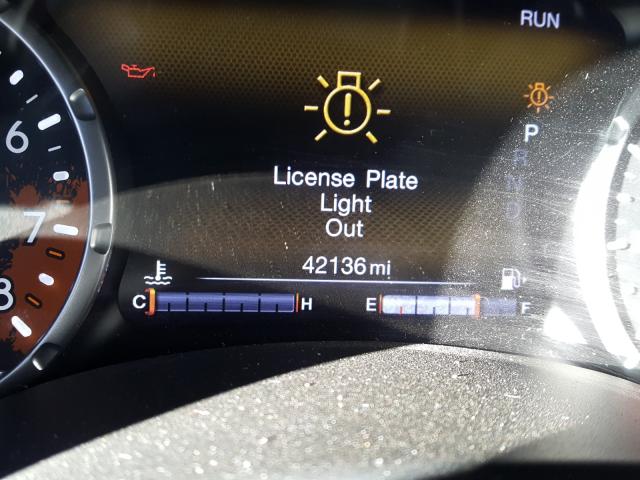 RUN
6
P
R
License Plate
N
Light
7
D
Out
42136 mi
8
C H E F